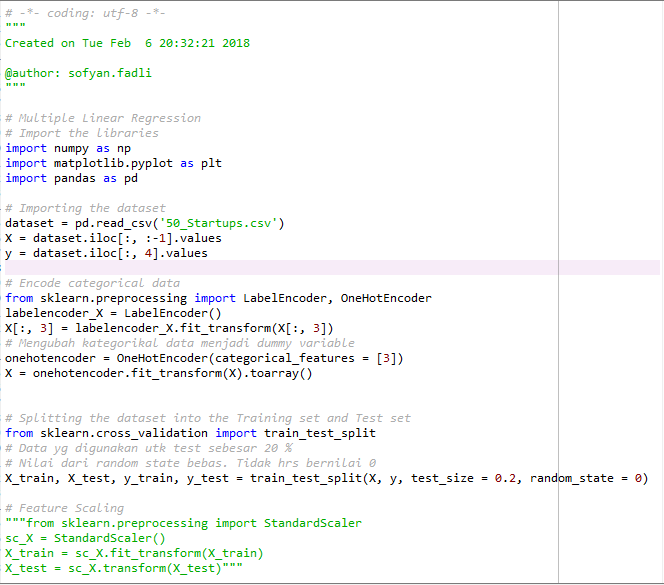 # -*- coding: utf-8 -*-
"""
Created on Tue Feb  6 20:32:21 2018
@author: sofyan.fadli
"""
# Multiple Linear Regression
# Import the libraries
import numpy as np
import matplotlib.pyplot as plt
import pandas as pd
# Importing the dataset
dataset = pd.read_csv('50_Startups.csv')
X = dataset.iloc[:, :-1].values
y = dataset.iloc[:, 4].values
# Encode categorical data
from sklearn.preprocessing import LabelEncoder, OneHotEncoder
labelencoder_X = LabelEncoder()
X[:, 3] = labelencoder_X.fit_transform(X[:, 3])
# Mengubah kategorikal data menjadi dummy variable
onehotencoder = OneHotEncoder(categorical_features = [3])
X = onehotencoder.fit_transform(X).toarray()
# Splitting the dataset into the Training set and Test set
from sklearn.cross_validation import train_test_split
# Data yg digunakan utk test sebesar 20 %
# Nilai dari random state bebas. Tidak hrs bernilai 0
X_train, X_test, y_train, y_test = train_test_split(X, y, test_size = 0.2, random_state = 0)
# Feature Scaling
"""from sklearn.preprocessing import StandardScaler
sc_X = StandardScaler()
X_train = sc_X.fit_transform(X_train)
X_test = sc_X.transform(X_test)"""